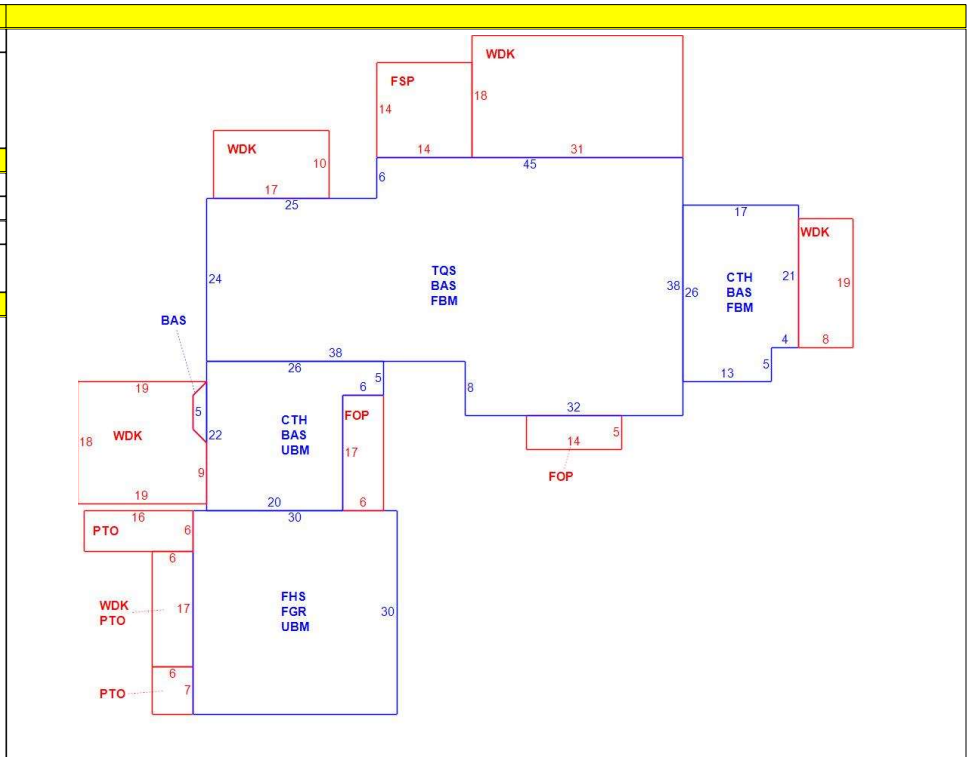 WDK
FSP
18
WDK
14
10
14
31
45
6
17
25
17
WDK
TQS
BAS
FBM
24
38
26
CTH
BAS
FBM
21
19
BAS
38
26
4
8
5
6
5
13
19
5
8
32
CTH
BAS
UBM
FOP
18
WDK
22
14
5
9
17
FOP
19
20
6
16
30
PTO
6
6
FHS
FGR
UBM
WDK
PTO
17
30
6
7
PTO